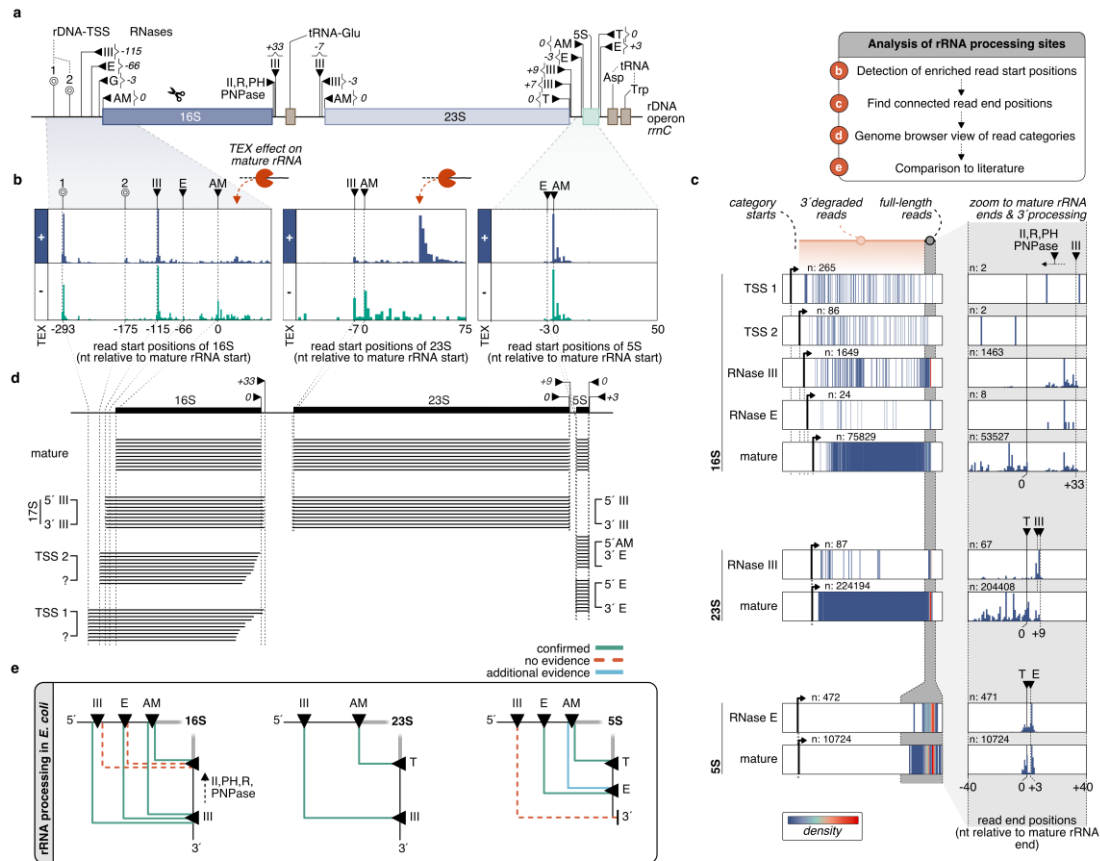 a
rDNA-TSS
RNases
1
2
III -115
E -66
G -3
AM 0
+33
III
II,R,PH
PNPase
tRNA-Glu
-7
III
III -3
AM 0
5S
0 AM
-3 E
+9 III
+7 III
0 T
T 0
E +3
tRNA
Asp
Trp
16S
23S
rDNA
operon
rrnC
Analysis of rRNA processing sites
b Detection of enriched read start positions
c Find connected read end positions
d Genome browser view of read categories
e Comparison to literature
TEX effect on
mature rRNA
b
1 2 III E AM
III AM
E AM
+
-
TEX
-293 -175 -115 -66 0
read start positions of 16S
(nt relative to mature rRNA start)
+
-
TEX
-70 75
read start positions of 23S
(nt relative to mature rRNA start)
+
-
TEX
-30 50
read start positions of 5S
(nt relative to mature rRNA start)
c
category
starts
3´degraded
reads
full-length
reads
zoom to mature rRNA
ends & 3´processing
II,R,PH
PNPase
III
16S
TSS 1
n: 265
n: 2
TSS 2
n: 86
n: 2
RNase III
n: 1649
n: 1463
RNase E
n: 24
n: 8
mature
n: 75829
n: 53527
0 +33
T III
23S
RNase III
n: 87
n: 67
mature
n: 224194
n: 204408
0 +9
T E
5S
RNase E
n: 472
n: 471
mature
n: 10724
n: 10724
-40 0 +3 +40
density
read end positions
(nt relative to mature rRNA
end)
d
16S
+33
0
23S
+9
0
5S
0
+3
mature
17S
5´ III
3´ III
5´ III
3´ III
TSS 2
?
5´AM
3´ E
5´ E
3´ E
TSS 1
?
e
confirmed
no evidence
additional evidence
rRNA processing in E. coli
5´ III E AM 16S
II,PH,R,
PNPase
III
3´
5´ III AM 23S
T
III
3´
5´ III E AM 5S
T
E
3´